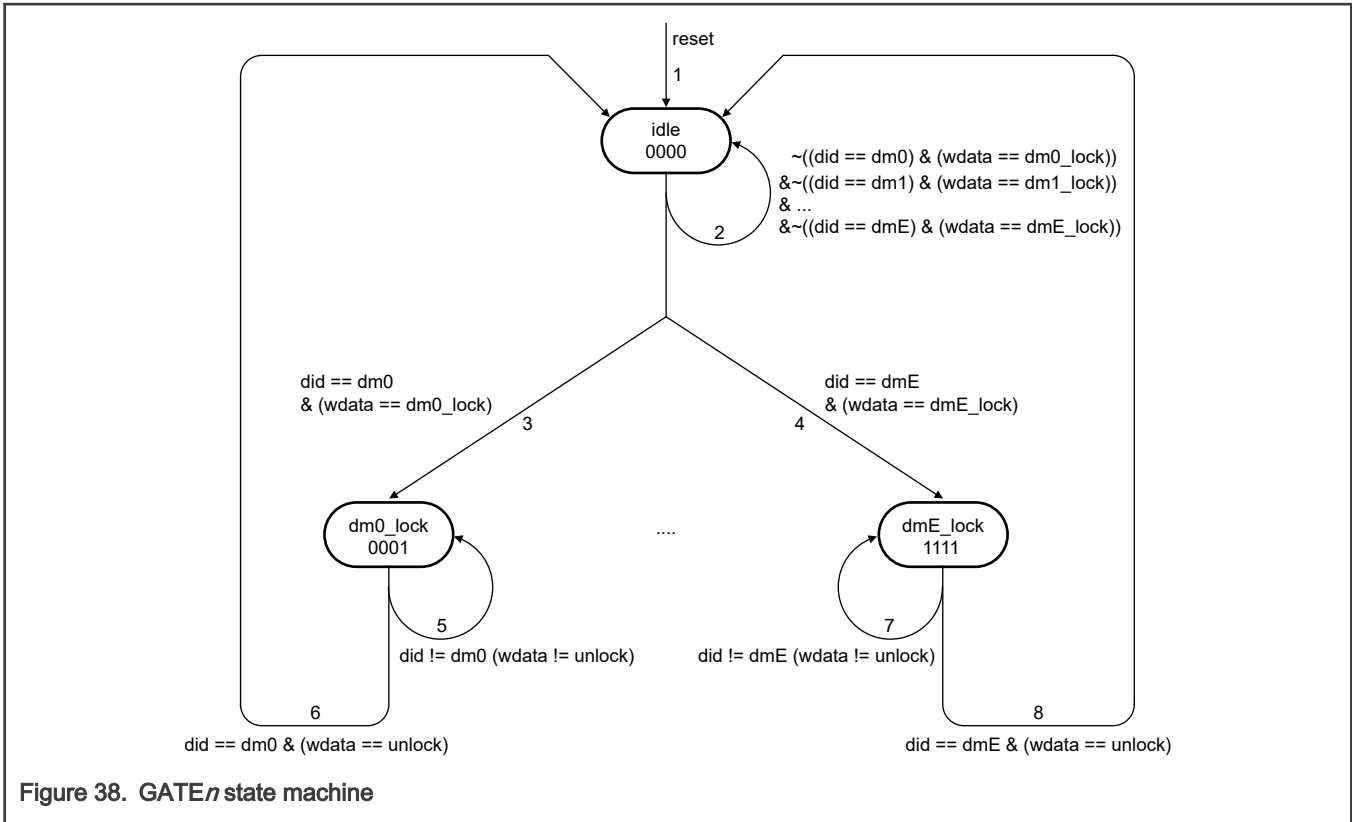 reset
1
idle
0000
~((did == dm0) & (wdata == dm0_lock))
&~((did == dm1) & (wdata == dm1_lock))
& ...
&~((did == dmE) & (wdata == dmE_lock))
2
did == dm0
& (wdata == dm0_lock)
3
did == dmE
& (wdata == dmE_lock)
4
dm0_lock
0001
....
dmE_lock
1111
5
did != dm0 (wdata != unlock)
7
did != dmE (wdata != unlock)
6
did == dm0 & (wdata == unlock)
8
did == dmE & (wdata == unlock)
Figure 38. GATEn state machine